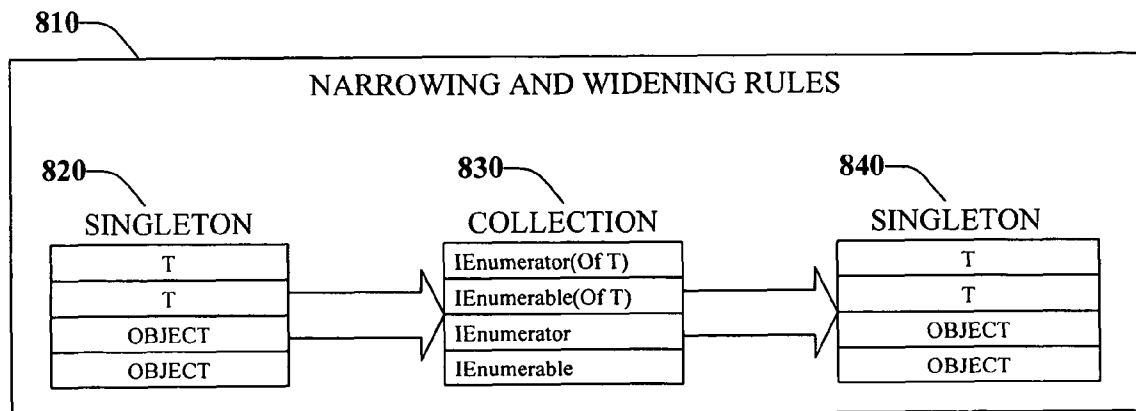 810
NARROWING AND WIDENING RULES
820
830
840
SINGLETON
COLLECTION
SINGLETON
T
IEnumerator(Of T)
T
T
IEnumerable(Of T)
T
OBJECT
IEnumerator
OBJECT
OBJECT
IEnumerable
OBJECT